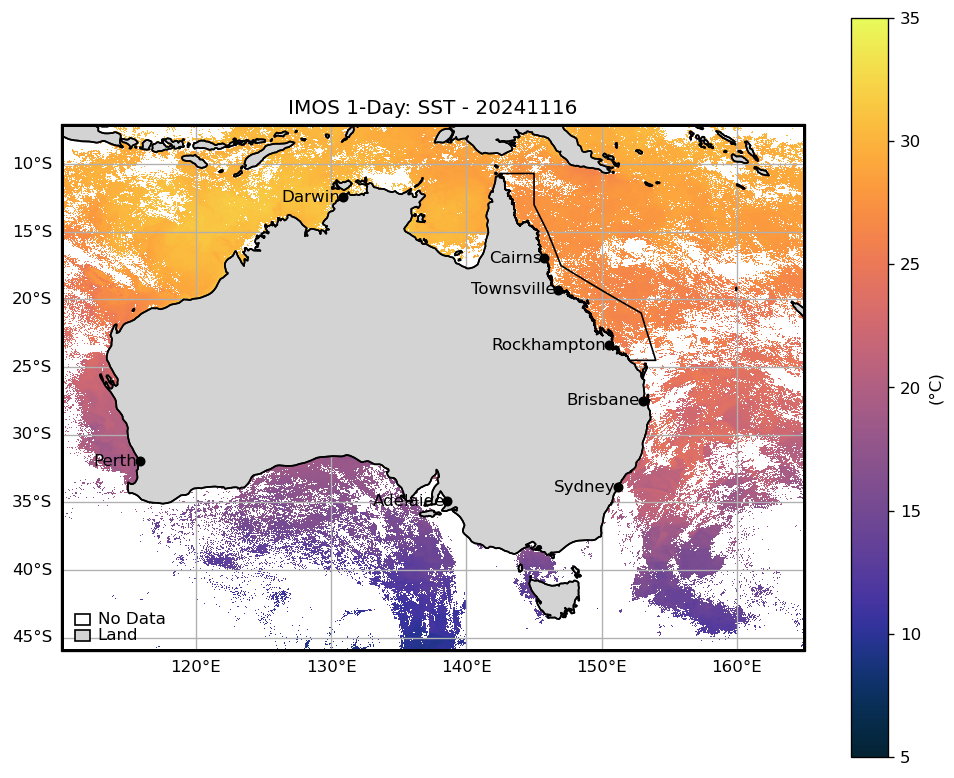 IMOS 1-Day: SST - 20241116
35
30
25
20
15
10
5
(°C)
10°S
15°S
20°S
25°S
30°S
35°S
40°S
45°S
Darwin
Cairns
Townsville
Rockhampton
Brisbane
Perth
Sydney
Adelaide
No Data
Land
120°E
130°E
140°E
150°E
160°E